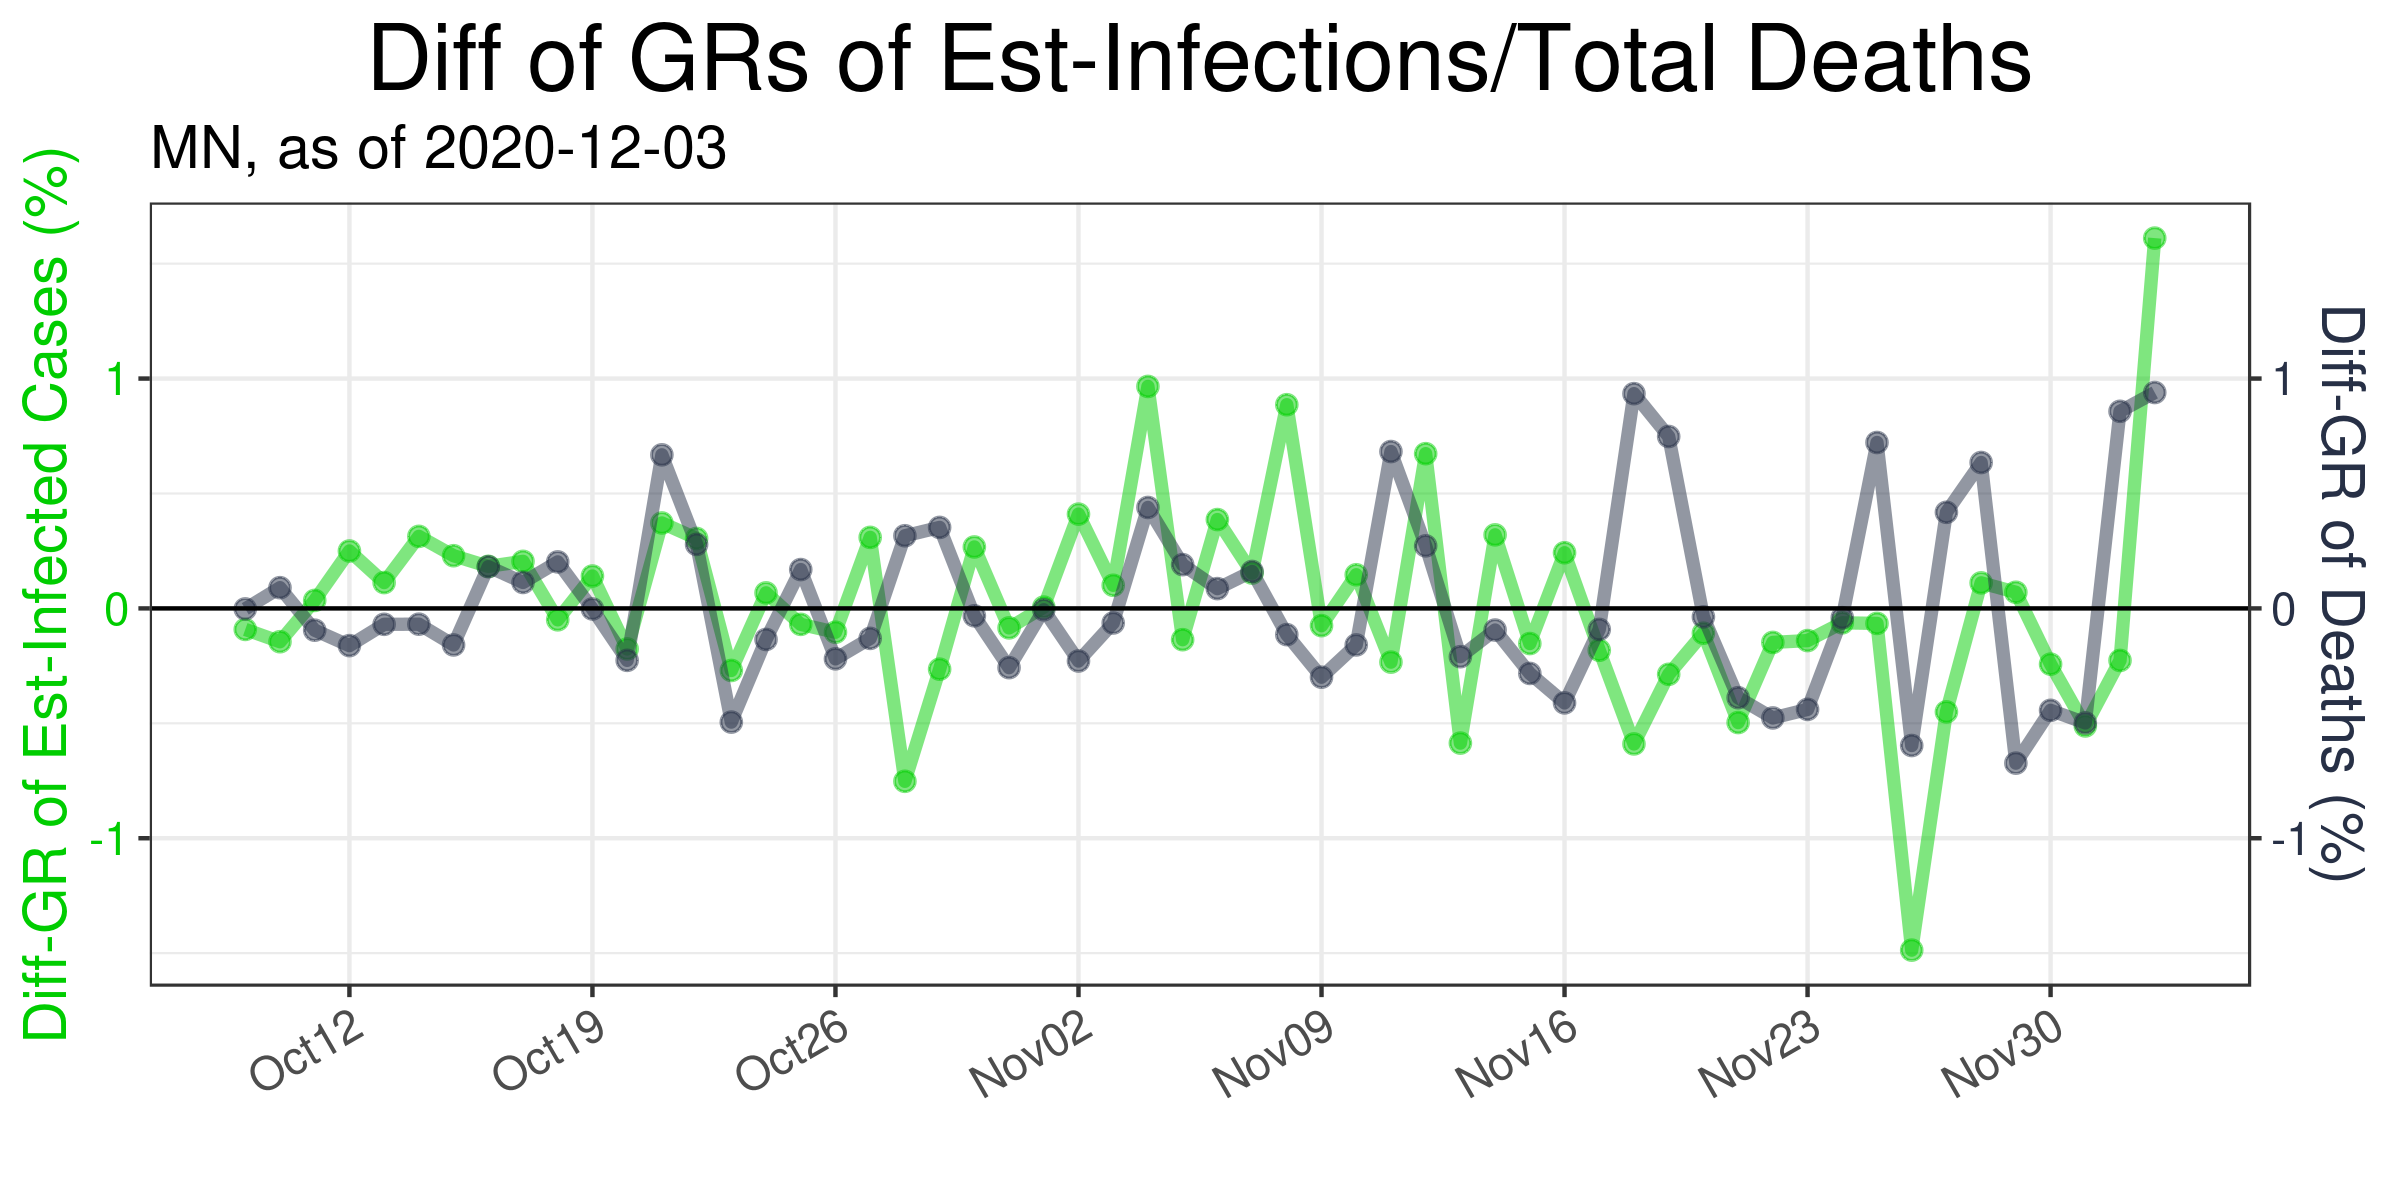 Diff of GRs of Est-Infections/Total Deaths
MN, as of 2020-12-03
Diff-GR of Est-Infected Cases (%)
1
0
-1
1
0
-1
Diff-GR of Deaths (%)
Oct12
Oct19
Oct26
Nov02
Nov09
Nov16
Nov23
Nov30